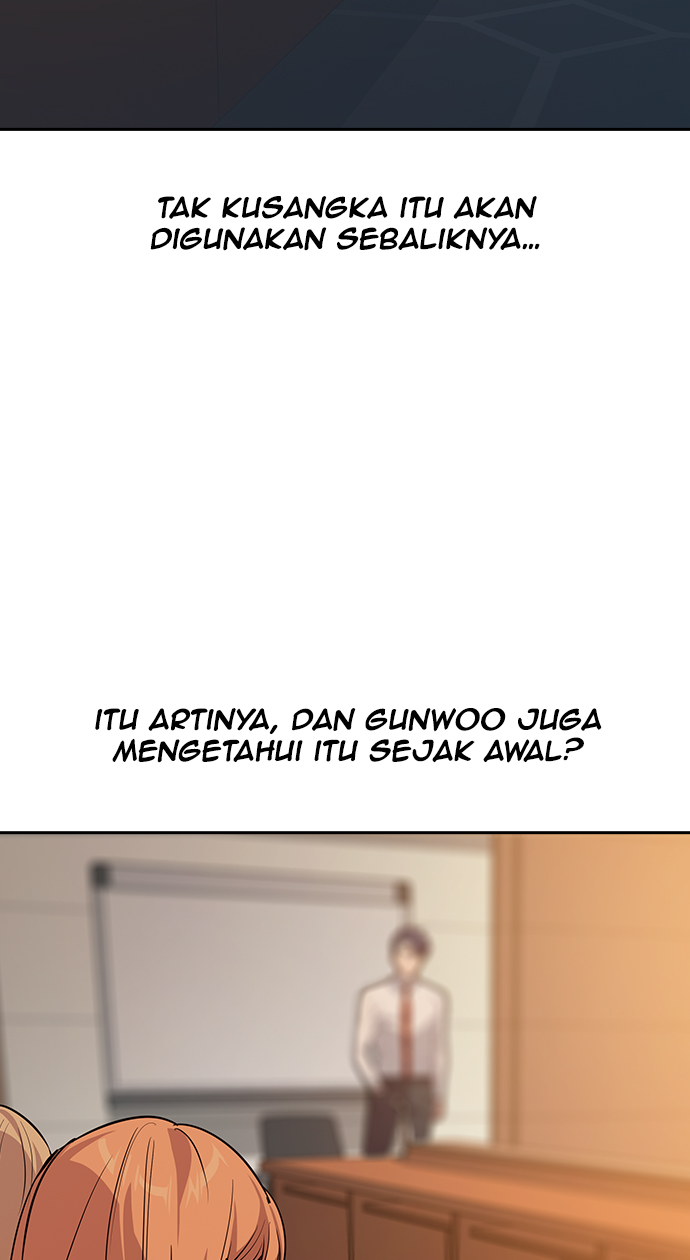 TAK KUSANGKA ITU AKAN
DIGUNAKAN SEBALIKNYA...
ITU ARTINYA, DAN GUNWOO JUGA
MENGETAHUI ITU SEJAK AWAL?